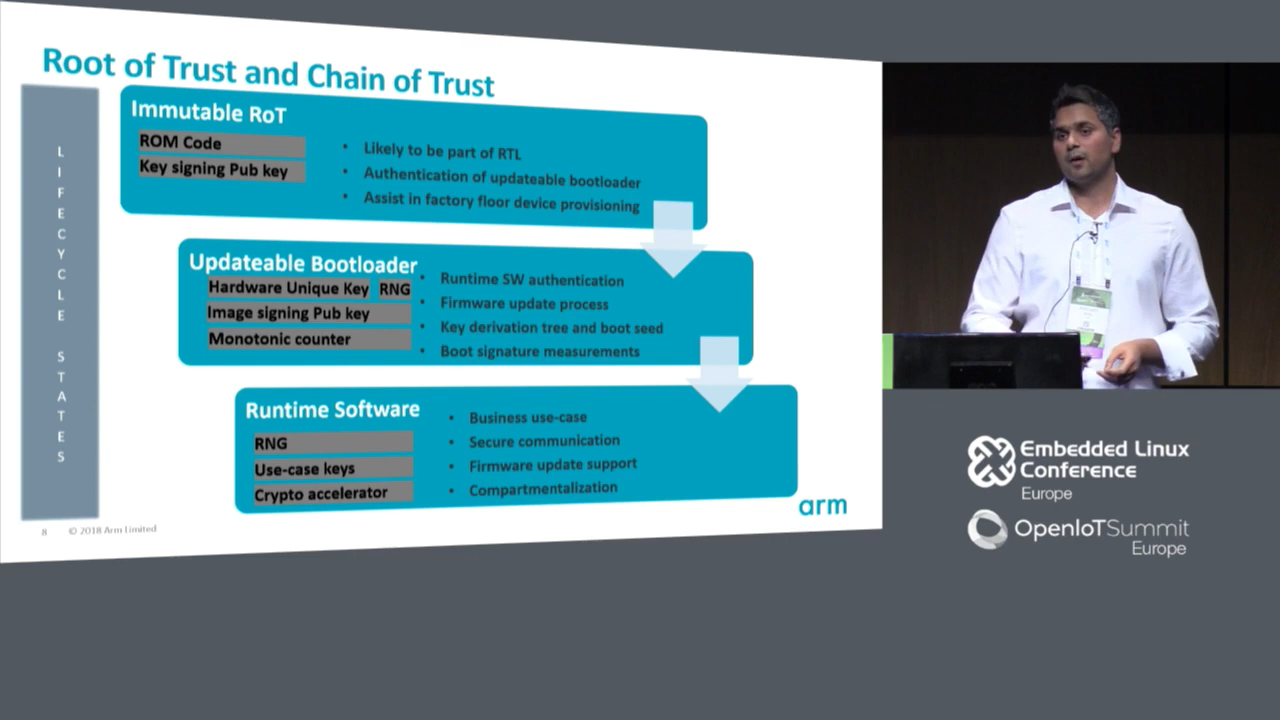 Root of Trust and Chain of Trust
LIFECYCLE STATES
Immutable RoT
ROM Code
Key signing Pub key
• Likely to be part of RTL
• Authentication of updateable bootloader
• Assist in factory floor device provisioning
Updateable Bootloader
Hardware Unique Key RNG
Image signing Pub key
Monotonic counter
• Runtime SW authentication
• Firmware update process
• Key derivation tree and boot seed
• Boot signature measurements
Runtime Software
RNG
Use-case keys
Crypto accelerator
• Business use-case
• Secure communication
• Firmware update support
• Compartmentalization
arm
8 © 2018 Arm Limited
Embedded Linux
Conference
Europe
OpenIoTSummit
Europe